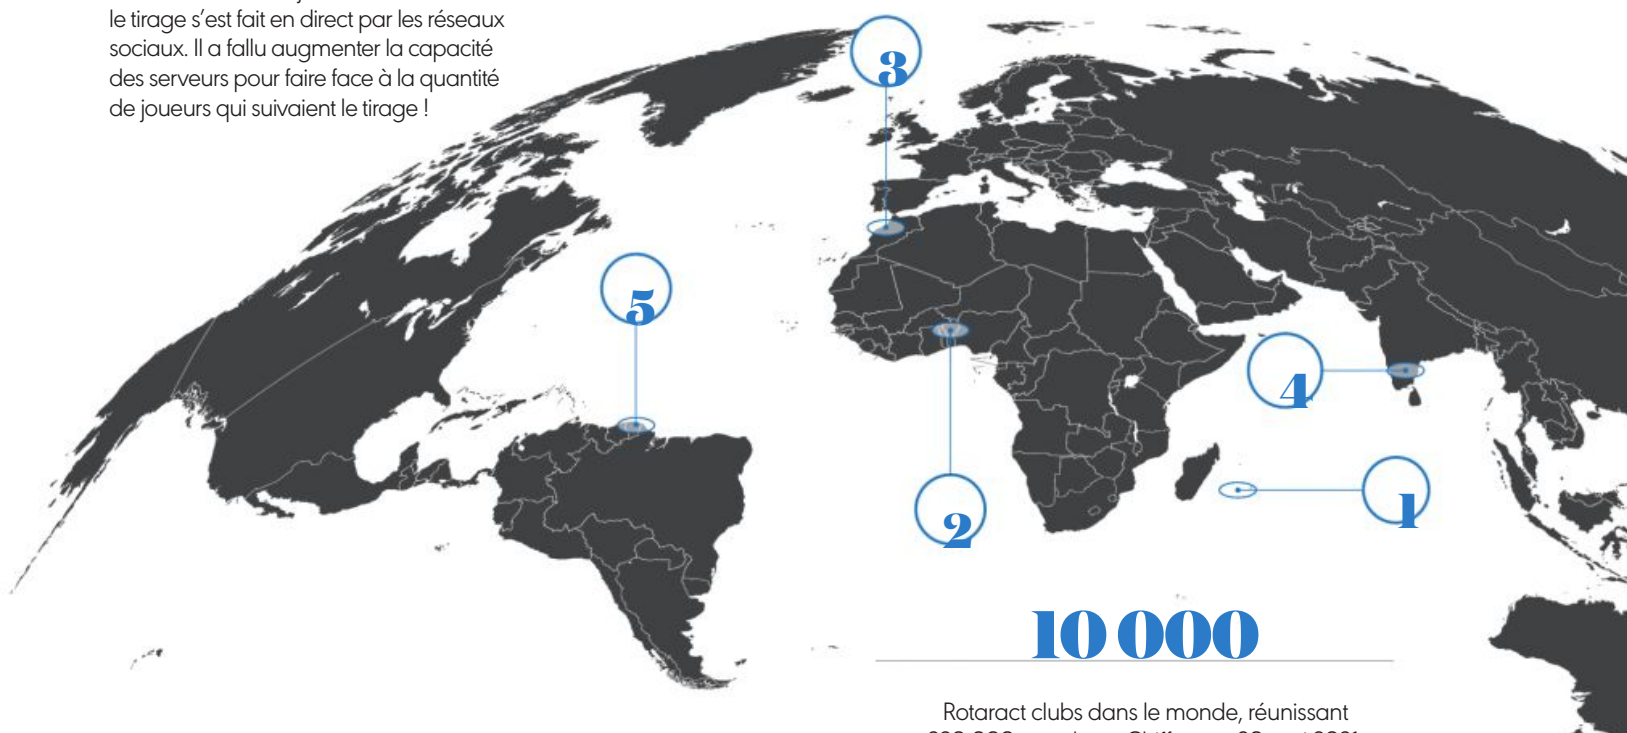 le tirage s’est fait en direct par les réseaux
sociaux. Il a fallu augmenter la capacité
des serveurs pour faire face à la quantité
de joueurs qui suivaient le tirage !
3
5
4
1
2
10 000
Rotaract clubs dans le monde, réunissant